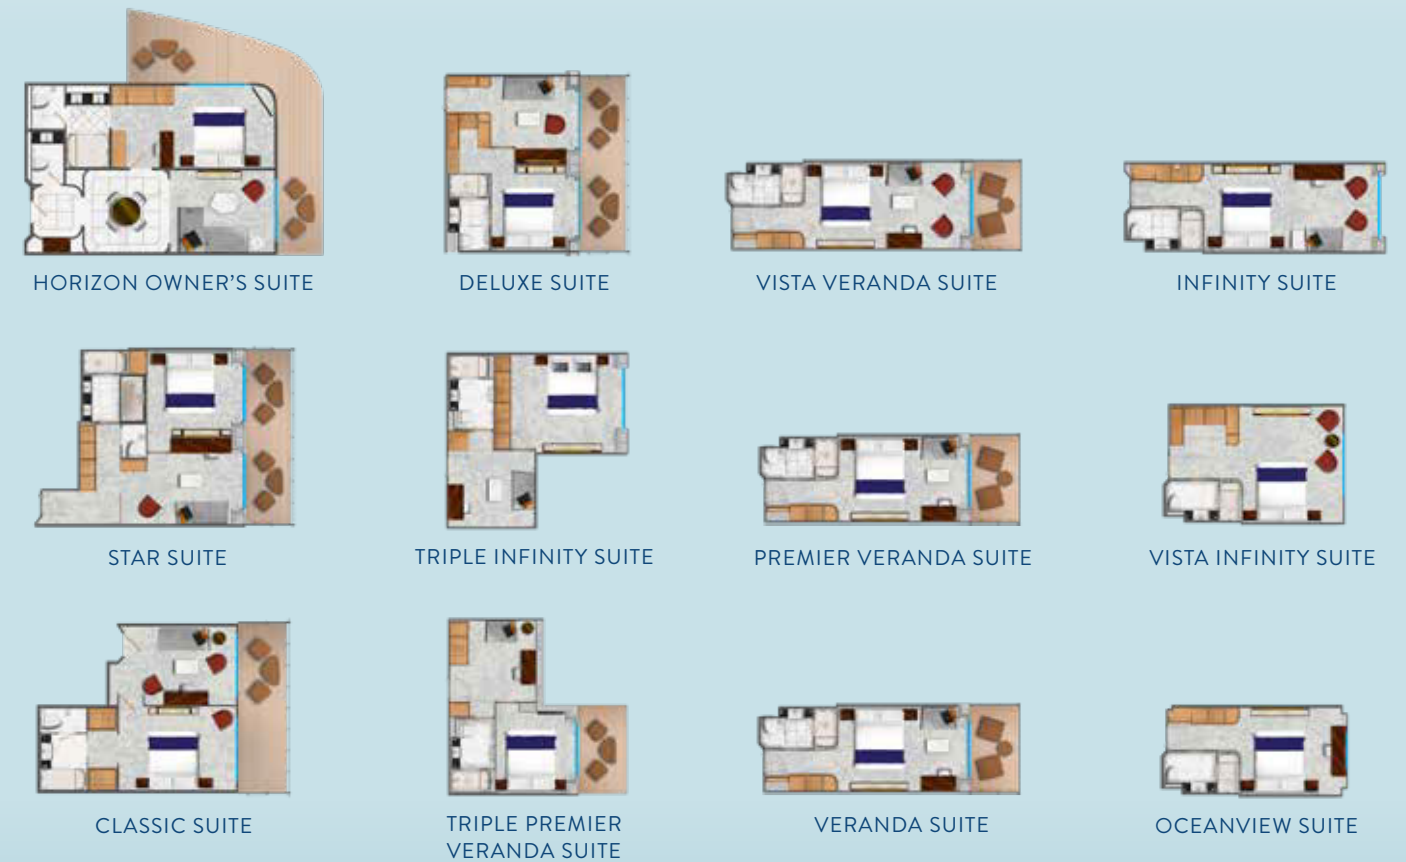 HORIZON OWNER'S SUITE
DELUXE SUITE
VISTA VERANDA SUITE
INFINITY SUITE
STAR SUITE
TRIPLE INFINITY SUITE
PREMIER VERANDA SUITE
VISTA INFINITY SUITE
CLASSIC SUITE
TRIPLE PREMIER
VERANDA SUITE
VERANDA SUITE
OCEANVIEW SUITE